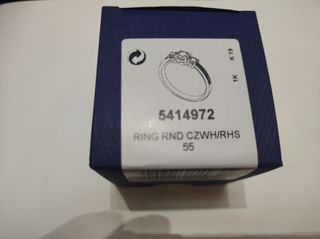 5414972
RING RND CZWH/RHS
55
1K K19